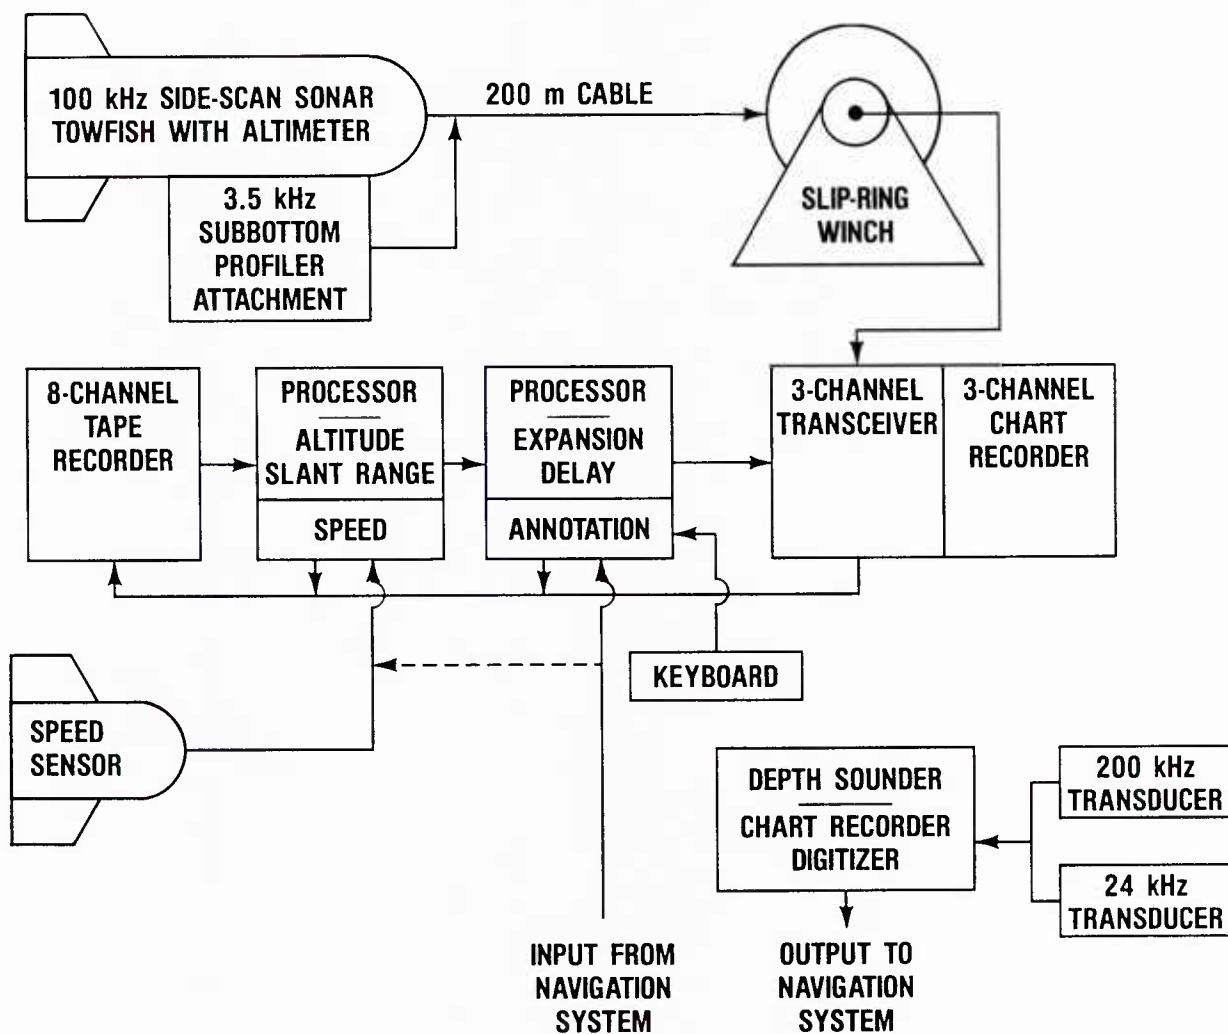 100 kHz SIDE-SCAN SONAR
TOWFISH WITH ALTIMETER
200 m CABLE
3.5 kHz
SUBBOTTOM
PROFILER
ATTACHMENT
SLIP-RING
WINCH
8-CHANNEL
TAPE
RECORDER
PROCESSOR
ALTITUDE
SLANT RANGE
SPEED
PROCESSOR
EXPANSION
DELAY
ANNOTATION
3-CHANNEL
TRANSCEIVER
3-CHANNEL
CHART
RECORDER
KEYBOARD
SPEED
SENSOR
DEPTH SOUNDER
CHART RECORDER
DIGITIZER
200 kHz
TRANSDUCER
24 kHz
TRANSDUCER
INPUT FROM
NAVIGATION
SYSTEM
OUTPUT TO
NAVIGATION
SYSTEM